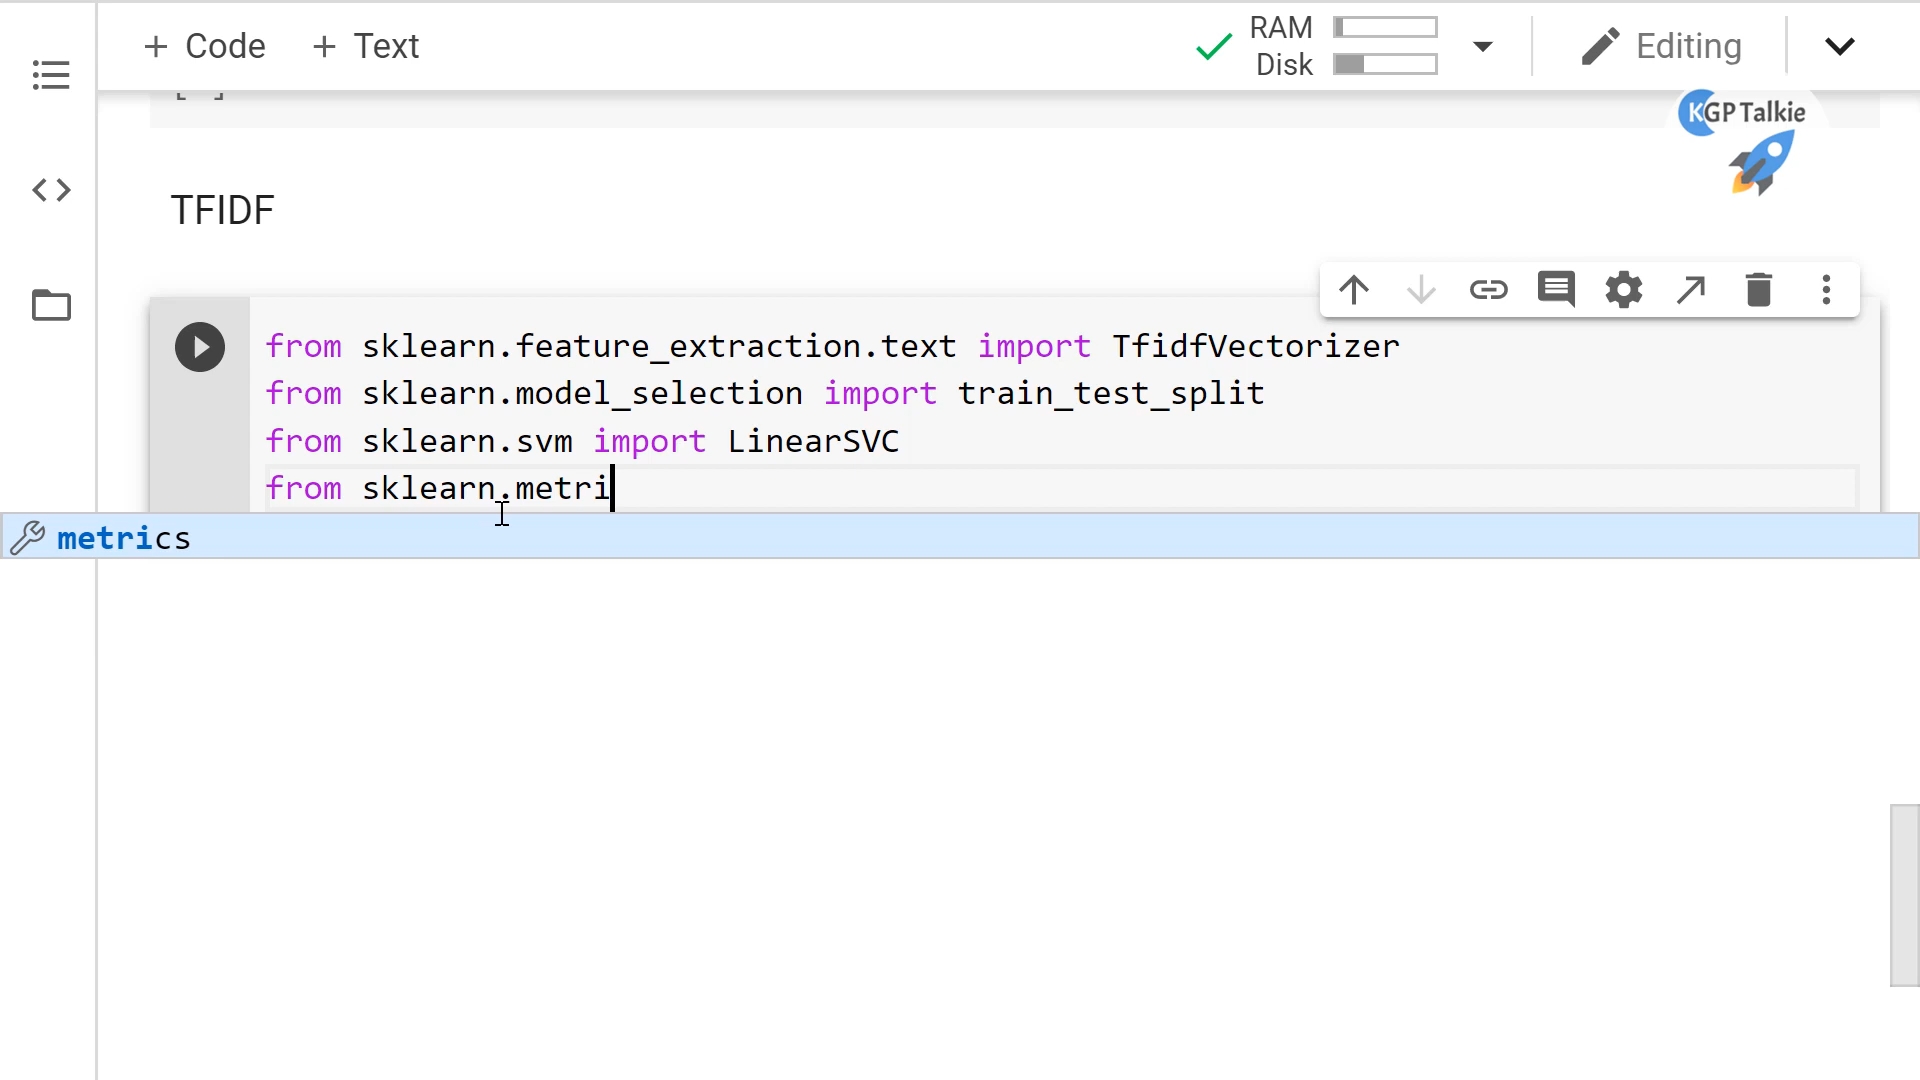 + Code + Text
RAM
Disk
Editing
KGP Talkie
TFIDF
from sklearn.feature_extraction.text import TfidfVectorizer
from sklearn.model_selection import train_test_split
from sklearn.svm import LinearSVC
from sklearn.metri
metrics